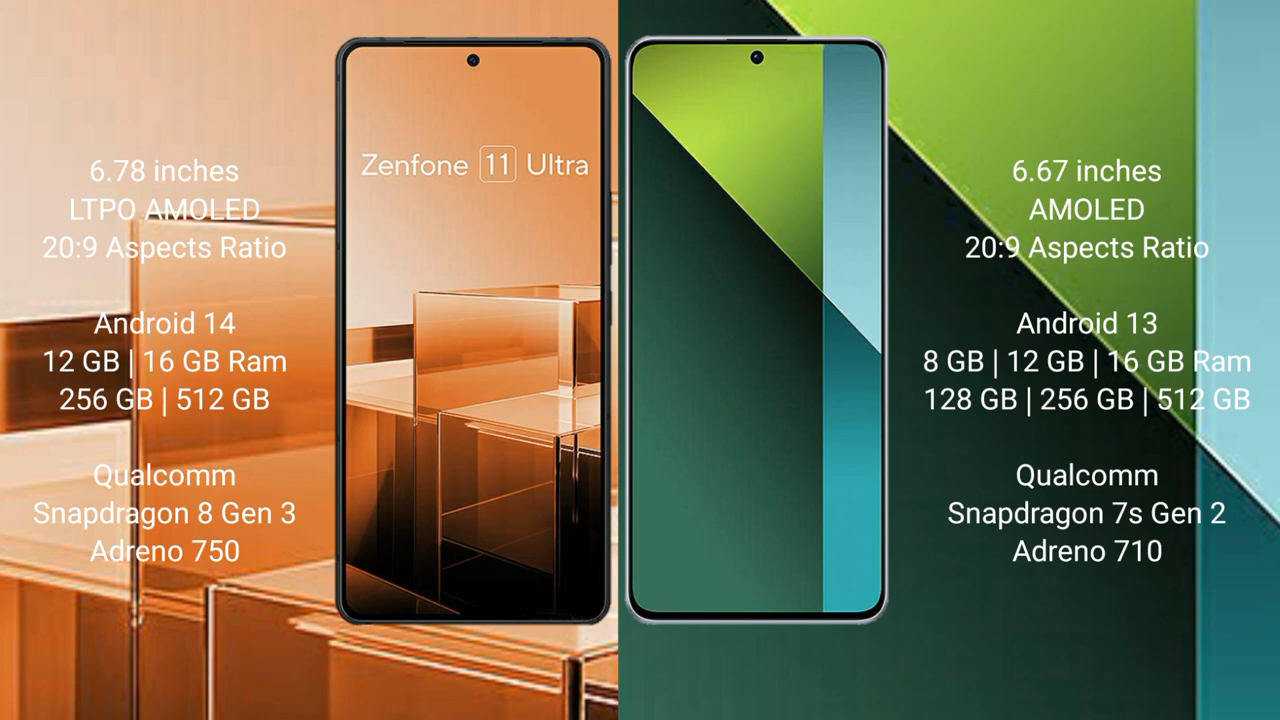 6.78 inches
LTPO AMOLED
20:9 Aspects Ratio
Android 14
12 GB | 16 GB Ram
256 GB | 512 GB
Qualcomm
Snapdragon 8 Gen 3
Adreno 750
Zenfone 11 Ultra
6.67 inches
AMOLED
20:9 Aspects Ratio
Android 13
8 GB | 12 GB | 16 GB Ram
128 GB | 256 GB | 512 GB
Qualcomm
Snapdragon 7s Gen 2
Adreno 710